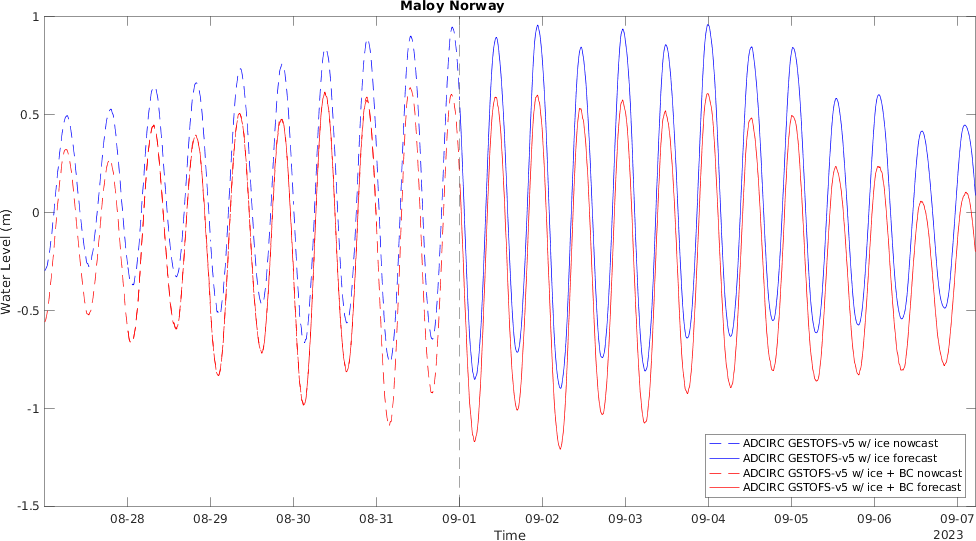 Maloy Norway
1
0.5
0
-0.5
-1
-1.5
Water Level (m)
ADCIRC GESTOFS-v5 w/ ice nowcast
ADCIRC GESTOFS-v5 w/ ice forecast
ADCIRC GSTOFS-v5 w/ ice + BC nowcast
ADCIRC GSTOFS-v5 w/ ice + BC forecast
08-28 08-29 08-30 08-31 09-01 09-02 09-03 09-04 09-05 09-06 09-07
Time
2023